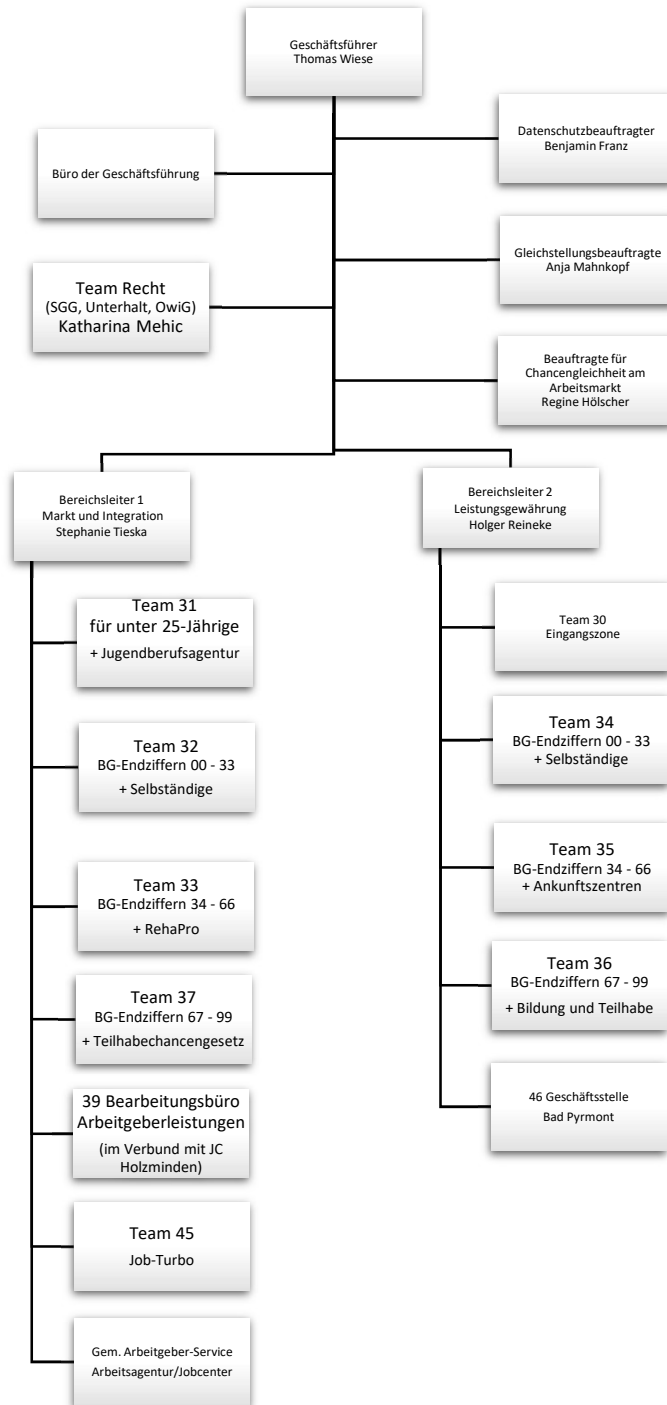 Geschäftsführer
Thomas Wiese
Datenschutzbeauftragter
Benjamin Franz
Büro der Geschäftsführung
Gleichstellungsbeauftragte
Anja Mahnkopf
Team Recht
(SGG, Unterhalt, OwiG)
Katharina Mehic
Beauftragte für
Chancengleichheit am
Arbeitsmarkt
Regine Hölscher
Bereichsleiter 1
Markt und Integration
Stephanie Tieska
Bereichsleiter 2
Leistungsgewährung
Holger Reineke
Team 31
für unter 25-Jährige
+ Jugendberufsagentur
Team 32
BG-Endziffern 00 - 33
+ Selbständige
Team 33
BG-Endziffern 34 - 66
+ RehaPro
Team 37
BG-Endziffern 67 - 99
+ Teilhabechancengesetz
39 Bearbeitungsbüro
Arbeitgeberleistungen
(im Verbund mit JC
Holzminden)
Team 45
Job-Turbo
Gem. Arbeitgeber-Service
Arbeitsagentur/Jobcenter
Team 30
Eingangszone
Team 34
BG-Endziffern 00 - 33
+ Selbständige
Team 35
BG-Endziffern 34 - 66
+ Ankunftszentren
Team 36
BG-Endziffern 67 - 99
+ Bildung und Teilhabe
46 Geschäftsstelle
Bad Pyrmont